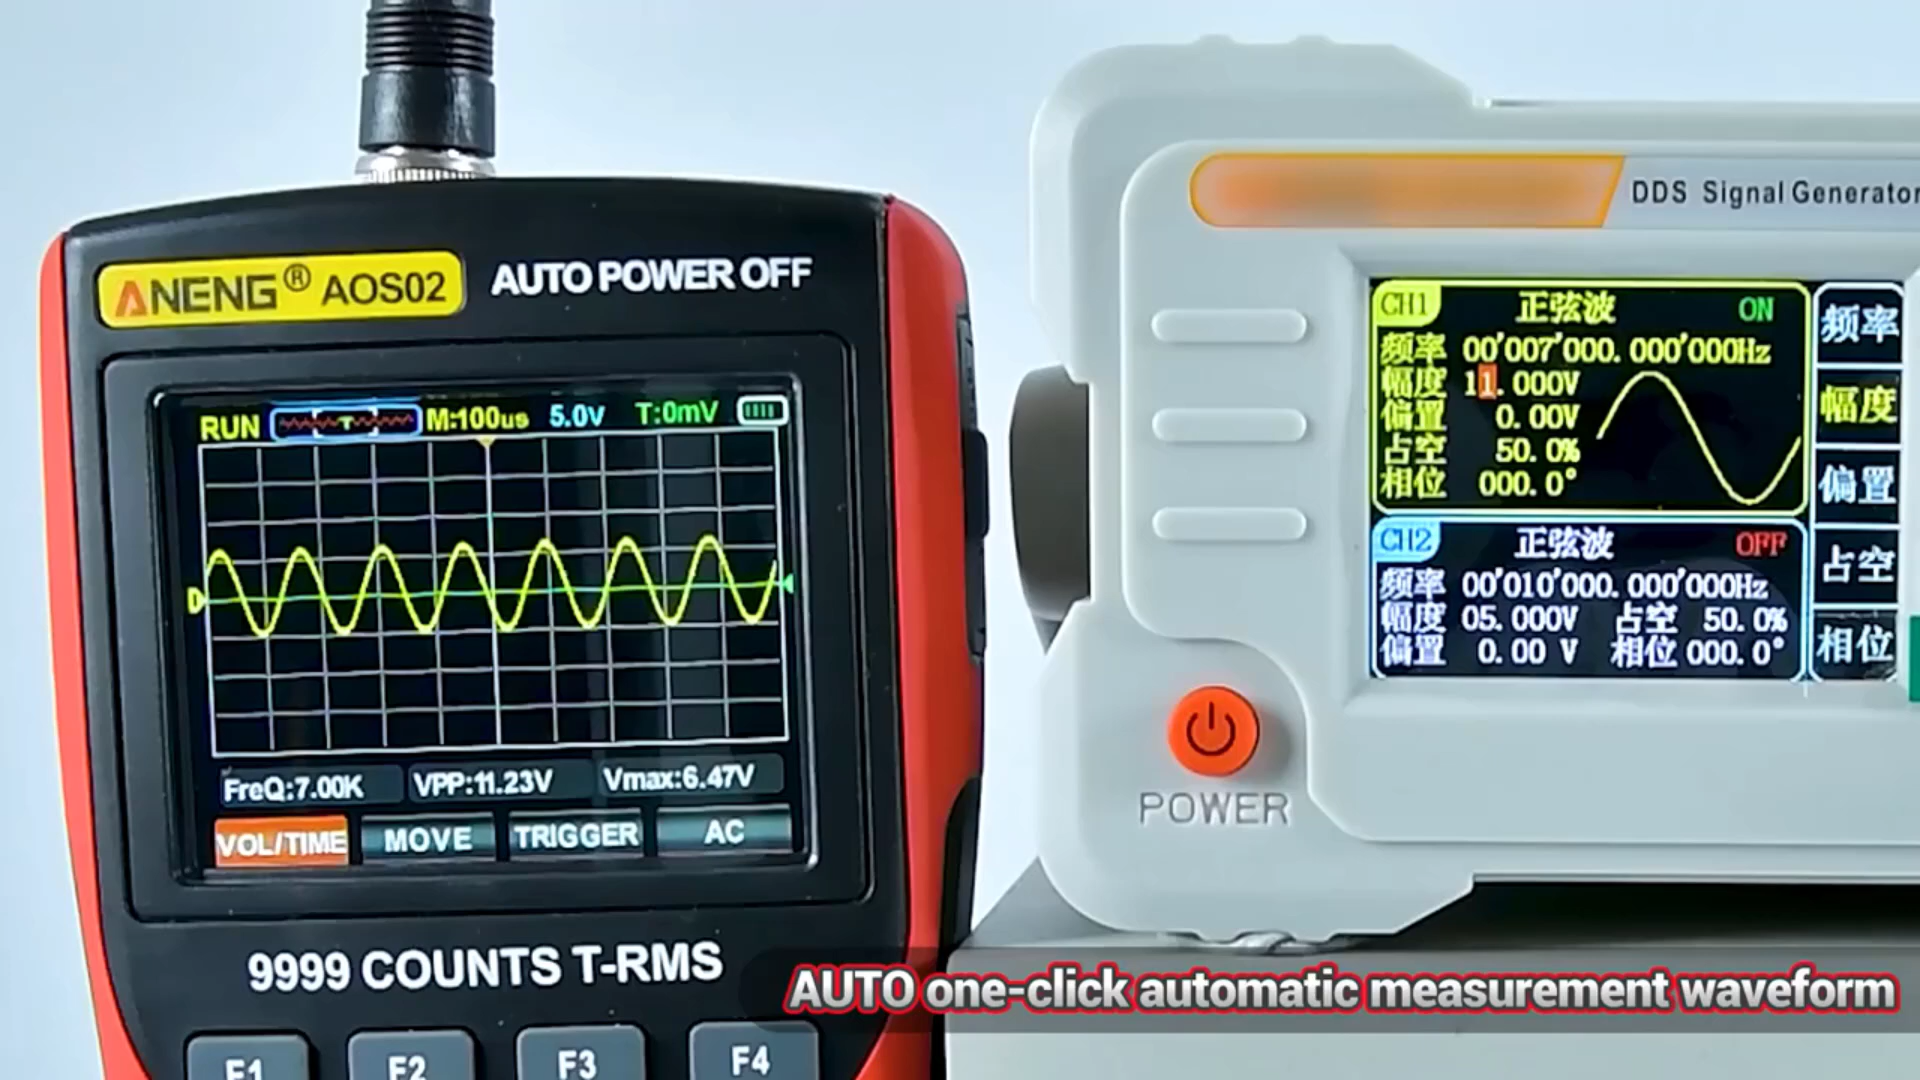 ANENG® AOS02 AUTO POWER OFF
RUN T M:100us 5.0V T:0mV
D
FreQ:7.00K VPP:11.23V Vmax:6.47V
VOL/TIME MOVE TRIGGER AC
9999 COUNTS T-RMS
F1 F2 F3 F4
DDS Signal Generator
CH1 正弦波 ON
频率 00'007'000.000'000Hz
幅度 11.000V
偏置 0.00V
占空 50.0%
相位 000.0°
CH2 正弦波 OFF
频率 00'010'000.000'000Hz
幅度 05.000V 占空 50.0%
偏置 0.00 V 相位 000.0°
频率
幅度
偏置
占空
相位
POWER
AUTO one-click automatic measurement waveform